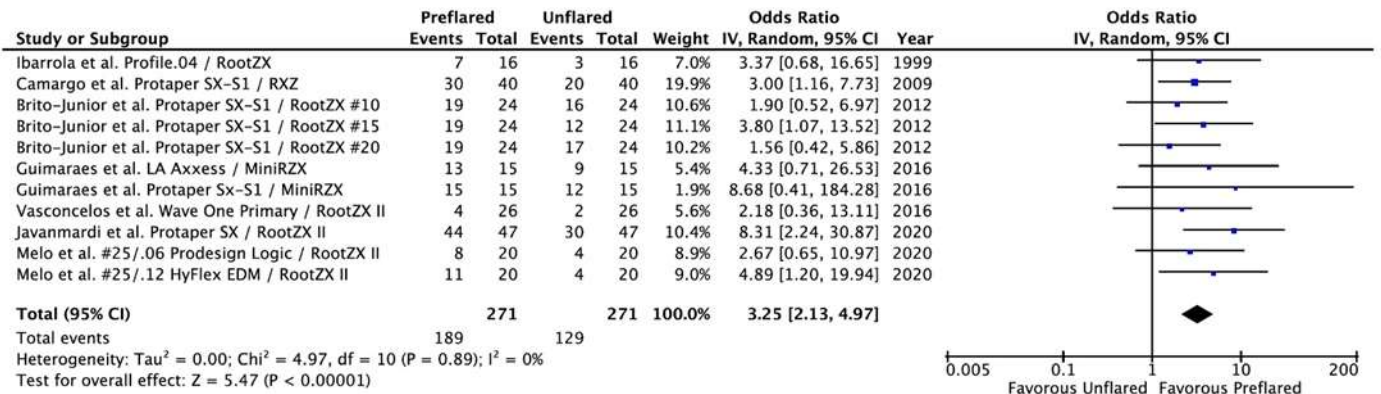 Preflared Unflared Odds Ratio Odds Ratio
Study or Subgroup Events Total Events Total Weight IV, Random, 95% CI Year IV, Random, 95% CI
Ibarrola et al. Profile.04 / RootZX 7 16 3 16 7.0% 3.37 [0.68, 16.65] 1999
Camargo et al. Protaper SX-S1 / RXZ 30 40 20 40 19.9% 3.00 [1.16, 7.73] 2009
Brito-Junior et al. Protaper SX-S1 / RootZX #10 19 24 16 24 10.6% 1.90 [0.52, 6.97] 2012
Brito-Junior et al. Protaper SX-S1 / RootZX #15 19 24 12 24 11.1% 3.80 [1.07, 13.52] 2012
Brito-Junior et al. Protaper SX-S1 / RootZX #20 19 24 17 24 10.2% 1.56 [0.42, 5.86] 2012
Guimaraes et al. LA Axxess / MiniRZX 13 15 9 15 5.4% 4.33 [0.71, 26.53] 2016
Guimaraes et al. Protaper Sx-S1 / MiniRZX 15 15 12 15 1.9% 8.68 [0.41, 184.28] 2016
Vasconcelos et al. Wave One Primary / RootZX II 4 26 2 26 5.6% 2.18 [0.36, 13.11] 2016
Javanmardi et al. Protaper SX / RootZX II 44 47 30 47 10.4% 8.31 [2.24, 30.87] 2020
Melo et al. #25/.06 Prodesign Logic / RootZX II 8 20 4 20 8.9% 2.67 [0.65, 10.97] 2020
Melo et al. #25/.12 HyFlex EDM / RootZX II 11 20 4 20 9.0% 4.89 [1.20, 19.94] 2020
Total (95% CI) 271 271 100.0% 3.25 [2.13, 4.97]
Total events 189 129
Heterogeneity: Tau² = 0.00; Chi² = 4.97, df = 10 (P = 0.89); I² = 0%
Test for overall effect: Z = 5.47 (P < 0.00001)
0.005 0.1 1 10 200
Favorous Unflared Favorous Preflared